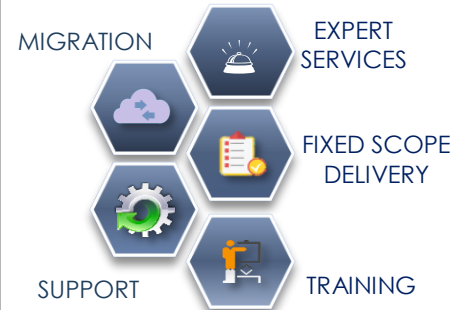 MIGRATION
EXPERT
SERVICES
FIXED SCOPE
DELIVERY
SUPPORT
TRAINING